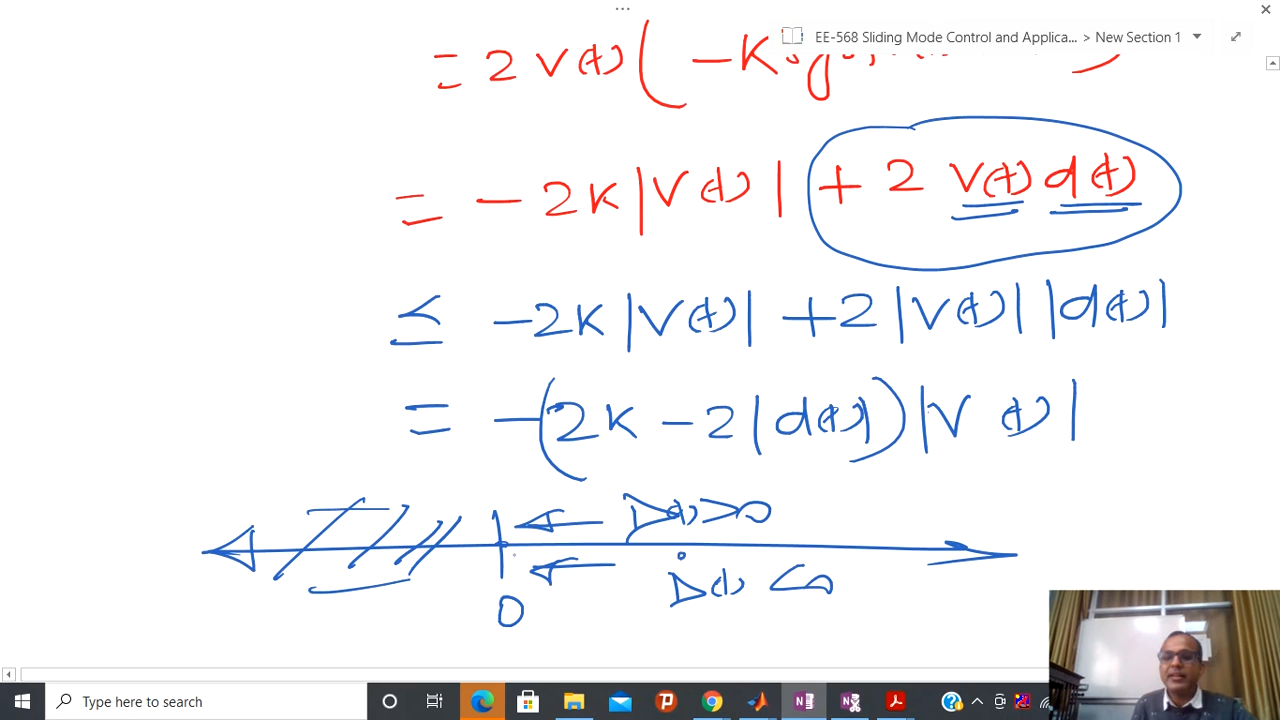 EE-568 Sliding Mode Control and Applica... > New Section 1
= 2 V(t) ( -K
= - 2K |V(t)| + 2 V(t) d(t)
≤ -2K |V(t)| + 2 |V(t)| |d(t)|
= -(2K - 2|d(t)|) |V(t)|
D(t) > 0
Ḋ(t) < 0
0
Type here to search